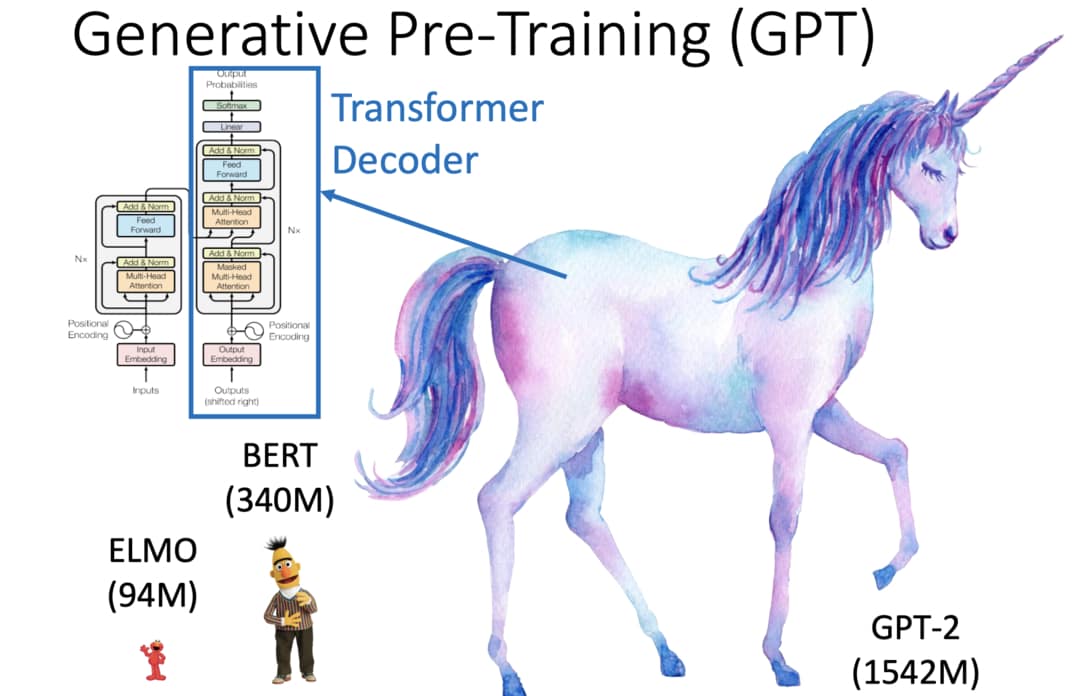 Generative Pre-Training (GPT)
Output
Probabilities
Softmax
Linear
Add & Norm
Feed
Forward
Add & Norm
Multi-Head
Attention
Add & Norm
Masked
Multi-Head
Attention
Nx
Positional
Encoding
Output
Embedding
Outputs
(shifted right)
Add & Norm
Feed
Forward
Add & Norm
Multi-Head
Attention
Nx
Positional
Encoding
Input
Embedding
Inputs
Transformer
Decoder
BERT
(340M)
ELMO
(94M)
GPT-2
(1542M)